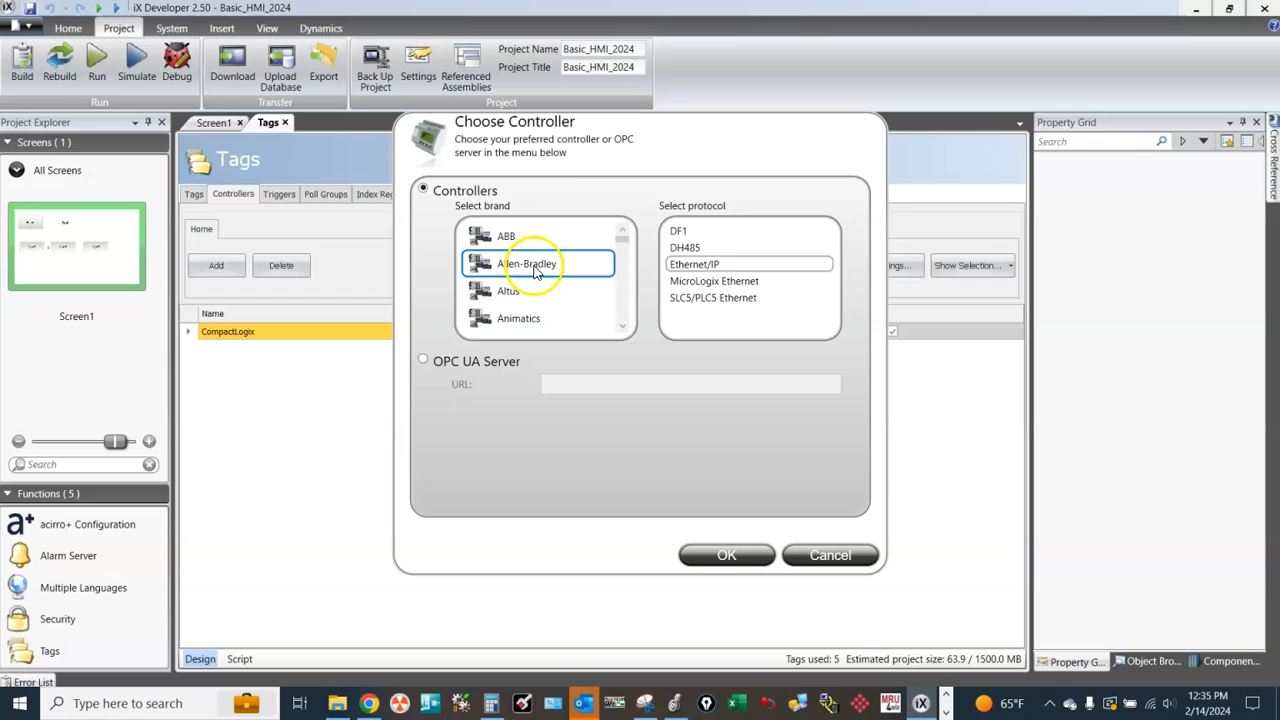 iX Developer 2.50 - Basic_HMI_2024
Home Project System Insert View Dynamics
Build Rebuild Run Simulate Debug Download Upload Database Export Back Up Project Settings Referenced Assemblies
Project Name Basic_HMI_2024
Project Title Basic_HMI_2024
Run Transfer Project
Project Explorer
Screens ( 1 )
All Screens
Screen1
Search
Functions ( 5 )
acirro+ Configuration
Alarm Server
Multiple Languages
Security
Tags
Error List
Screen1 Tags
Tags
Tags Controllers Triggers Poll Groups Index Reg
Home
Add Delete
ngs... Show Selection...
Name
CompactLogix
Choose Controller
Choose your preferred controller or OPC
server in the menu below
Controllers
Select brand
ABB
Allen-Bradley
Altus
Animatics
Select protocol
DF1
DH485
Ethernet/IP
MicroLogix Ethernet
SLC5/PLC5 Ethernet
OPC UA Server
URL:
OK Cancel
Design Script
Tags used: 5 Estimated project size: 63.9 / 1500.0 MB
Property Grid
Search
Cross Reference
Property G... Object Bro... Componen...
Type here to search
65°F
12:35 PM
2/14/2024